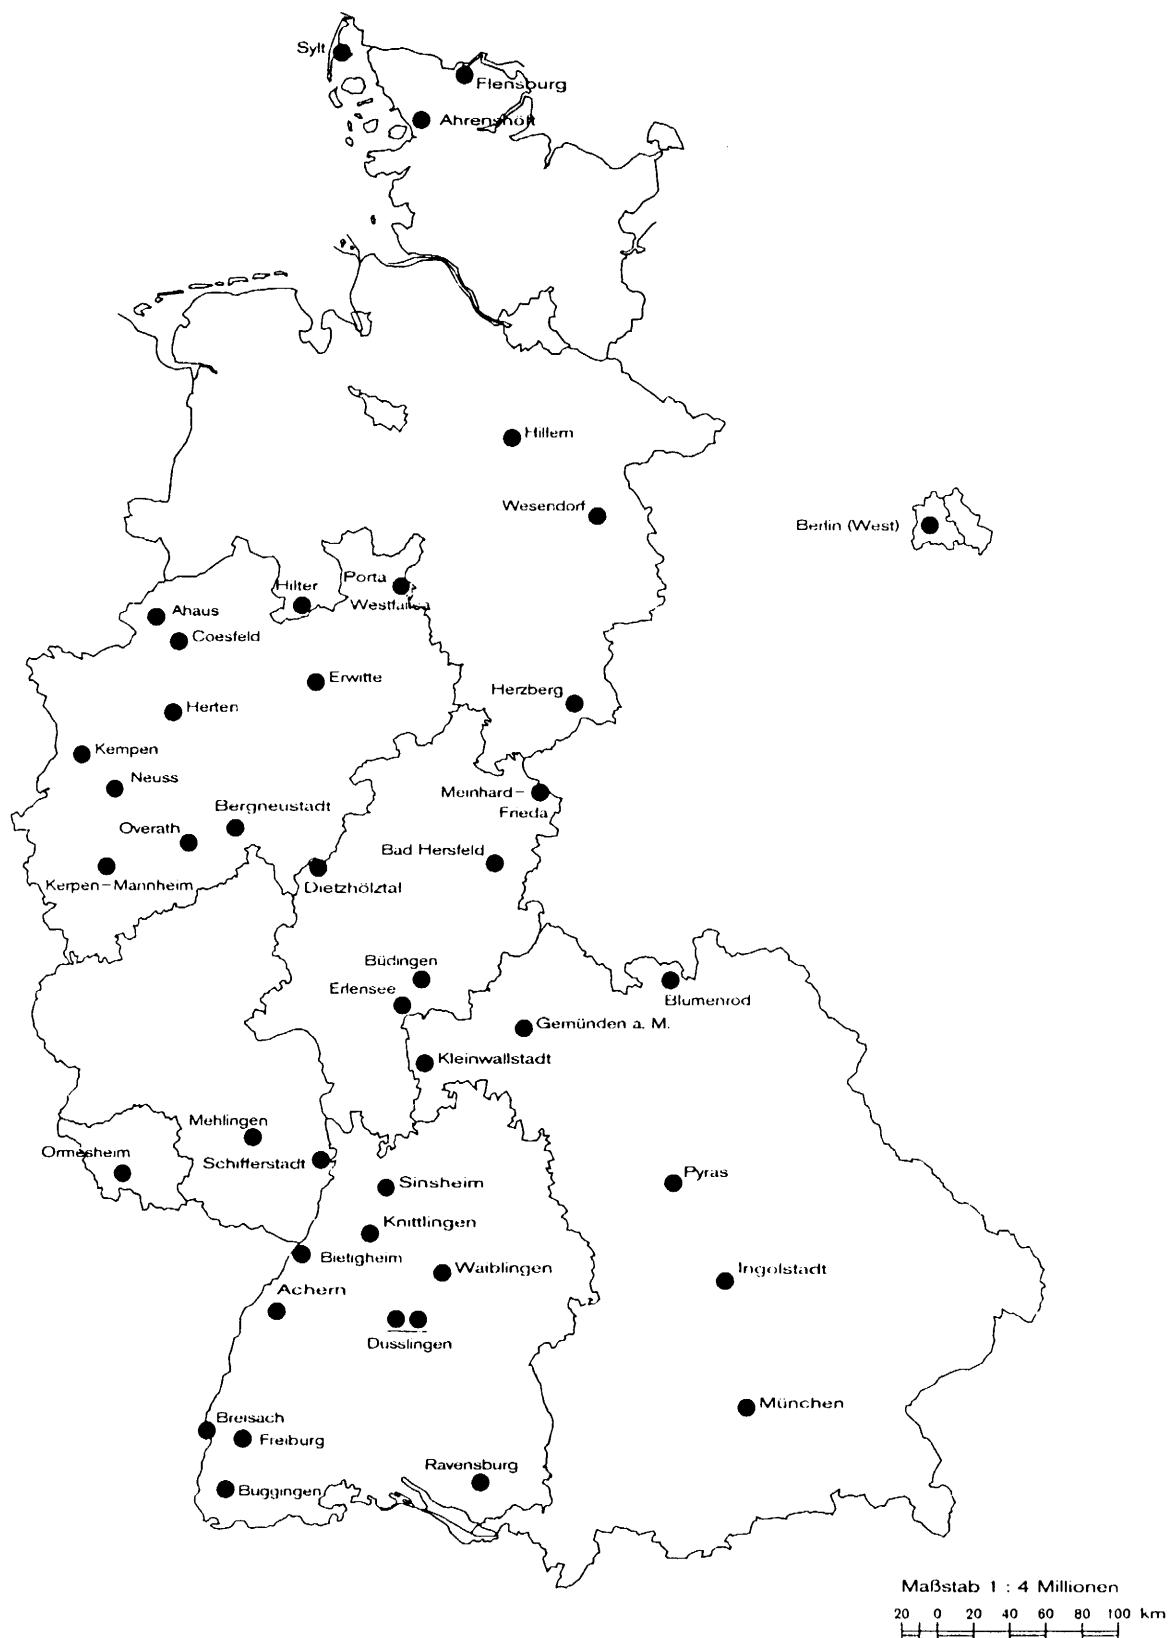 Sylt
Flensburg
Ahrenshöft
Hillern
Wesendorf
Berlin (West)
Hilter
Porta
Westfalica
Ahaus
Coesfeld
Erwitte
Herzberg
Herten
Kempen
Neuss
Meinhard-
Frieda
Bergneustadt
Overath
Bad Hersfeld
Kerpen-Mannheim
Dietzhölztal
Büdingen
Erlensee
Blumenrod
Gemünden a. M.
Kleinwallstadt
Mehlingen
Ormesheim
Schifferstadt
Pyras
Sinsheim
Knittlingen
Bietigheim
Waiblingen
Ingolstadt
Achern
Dusslingen
München
Breisach
Freiburg
Ravensburg
Buggingen
Maßstab 1 : 4 Millionen
20 0 20 40 60 80 100 km